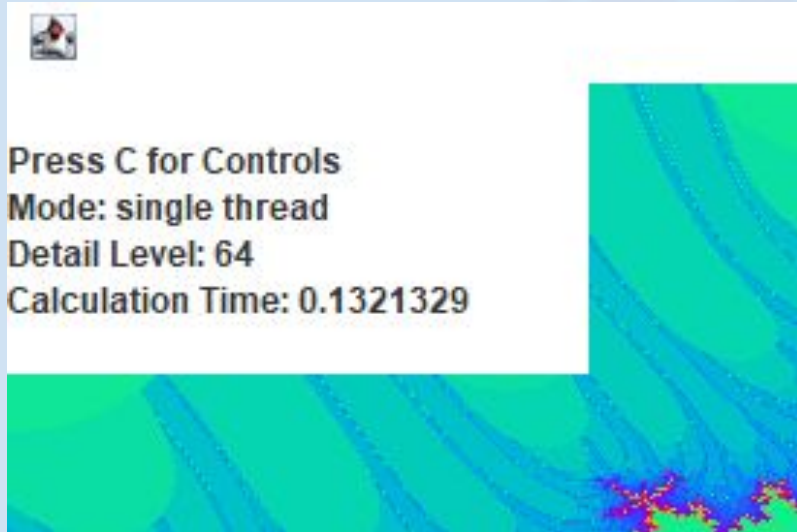 Press C for Controls
Mode: single thread
Detail Level: 64
Calculation Time: 0.1321329